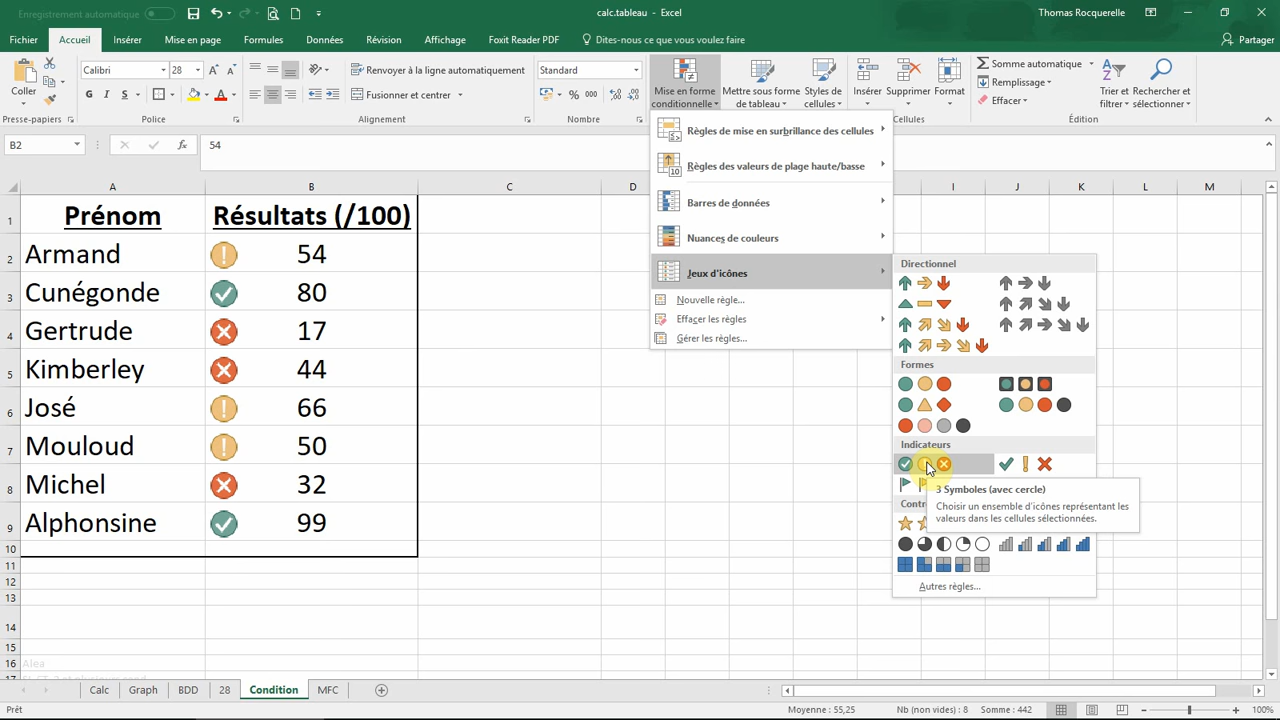 Enregistrement automatique
calc.tableau - Excel
Thomas Rocquerelle
Fichier Accueil Insérer Mise en page Formules Données Révision Affichage Foxit Reader PDF Dites-nous ce que vous voulez faire Partager
Coller
Calibri 28
G I S
Renvoyer à la ligne automatiquement
Fusionner et centrer
Standard
% 000
Mise en forme conditionnelle
Mettre sous forme de tableau
Styles de cellules
Insérer Supprimer Format
Somme automatique
Remplissage
Effacer
Trier et filtrer
Rechercher et sélectionner
Presse-papiers Police Alignement Nombre Cellules Édition
B2 fx 54
A B C D I J K L M
1 Prénom Résultats (/100)
2 Armand 54
3 Cunégonde 80
4 Gertrude 17
5 Kimberley 44
6 José 66
7 Mouloud 50
8 Michel 32
9 Alphonsine 99
10
11
12
13
14
15
16 Alea
17
Règles de mise en surbrillance des cellules
Règles des valeurs de plage haute/basse
Barres de données
Nuances de couleurs
Jeux d'icônes
Nouvelle règle...
Effacer les règles
Gérer les règles...
Directionnel
Formes
Indicateurs
3 Symboles (avec cercle)
Choisir un ensemble d'icônes représentant les
valeurs dans les cellules sélectionnées.
Autres règles...
Calc Graph BDD 28 Condition MFC
Prêt
Moyenne : 55,25 Nb (non vides) : 8 Somme : 442 100%